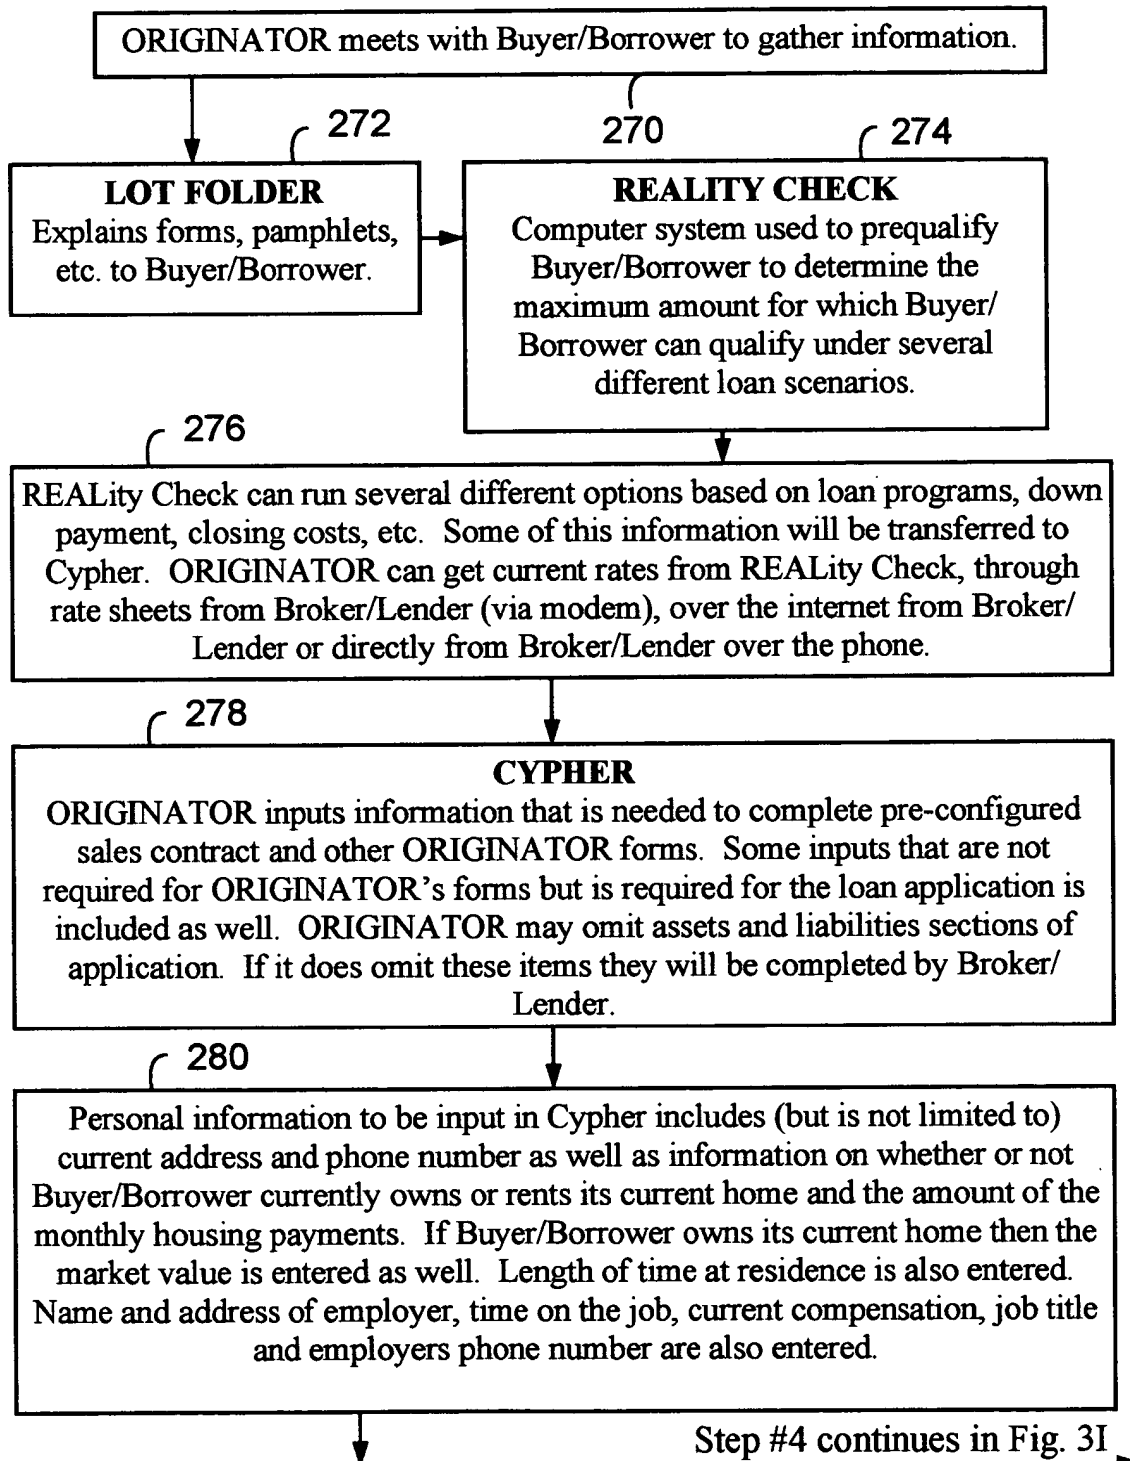 ORIGINATOR meets with Buyer/Borrower to gather information.
270
272
LOT FOLDER
Explains forms, pamphlets,
etc. to Buyer/Borrower.
274
REALITY CHECK
Computer system used to prequalify
Buyer/Borrower to determine the
maximum amount for which Buyer/
Borrower can qualify under several
different loan scenarios.
276
REALity Check can run several different options based on loan programs, down
payment, closing costs, etc. Some of this information will be transferred to
Cypher. ORIGINATOR can get current rates from REALity Check, through
rate sheets from Broker/Lender (via modem), over the internet from Broker/
Lender or directly from Broker/Lender over the phone.
278
CYPHER
ORIGINATOR inputs information that is needed to complete pre-configured
sales contract and other ORIGINATOR forms. Some inputs that are not
required for ORIGINATOR's forms but is required for the loan application is
included as well. ORIGINATOR may omit assets and liabilities sections of
application. If it does omit these items they will be completed by Broker/
Lender.
280
Personal information to be input in Cypher includes (but is not limited to)
current address and phone number as well as information on whether or not
Buyer/Borrower currently owns or rents its current home and the amount of the
monthly housing payments. If Buyer/Borrower owns its current home then the
market value is entered as well. Length of time at residence is also entered.
Name and address of employer, time on the job, current compensation, job title
and employers phone number are also entered.
Step #4 continues in Fig. 3I